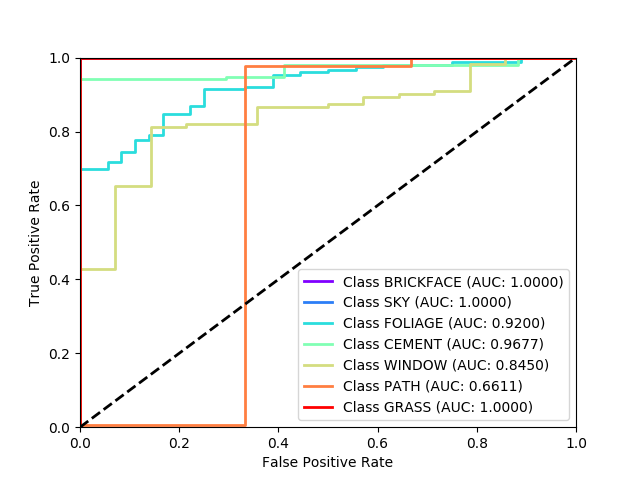 1.0
0.8
0.6
0.4
0.2
0.0
True Positive Rate
Class BRICKFACE (AUC: 1.0000)
Class SKY (AUC: 1.0000)
Class FOLIAGE (AUC: 0.9200)
Class CEMENT (AUC: 0.9677)
Class WINDOW (AUC: 0.8450)
Class PATH (AUC: 0.6611)
Class GRASS (AUC: 1.0000)
0.0 0.2 0.4 0.6 0.8 1.0
False Positive Rate